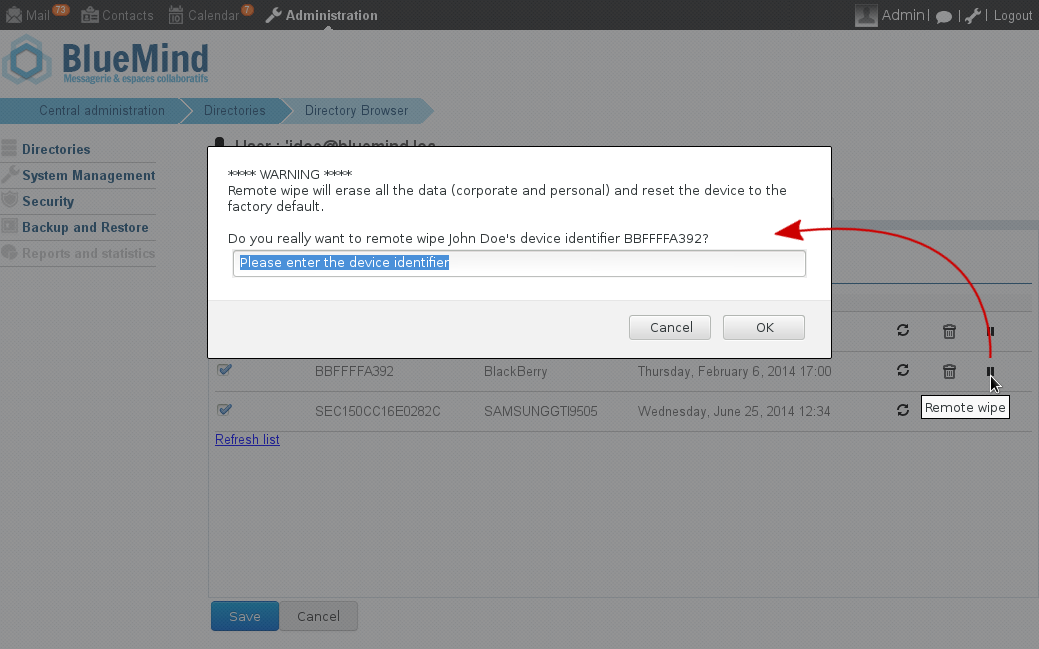 Mail 73 Contacts Calendar 7 Administration Admin | | | Logout
BlueMind
Messagerie & espaces collaboratifs
Central administration Directories Directory Browser
Directories
System Management
Security
Backup and Restore
Reports and statistics
User :
***** WARNING *****
Remote wipe will erase all the data (corporate and personal) and reset the device to the
factory default.
Do you really want to remote wipe John Doe's device identifier BBFFFFA392?
Please enter the device identifier
Cancel OK
BBFFFFA392 BlackBerry Thursday, February 6, 2014 17:00
SEC150CC16E0282C SAMSUNGGTI9505 Wednesday, June 25, 2014 12:34
Remote wipe
Refresh list
Save Cancel